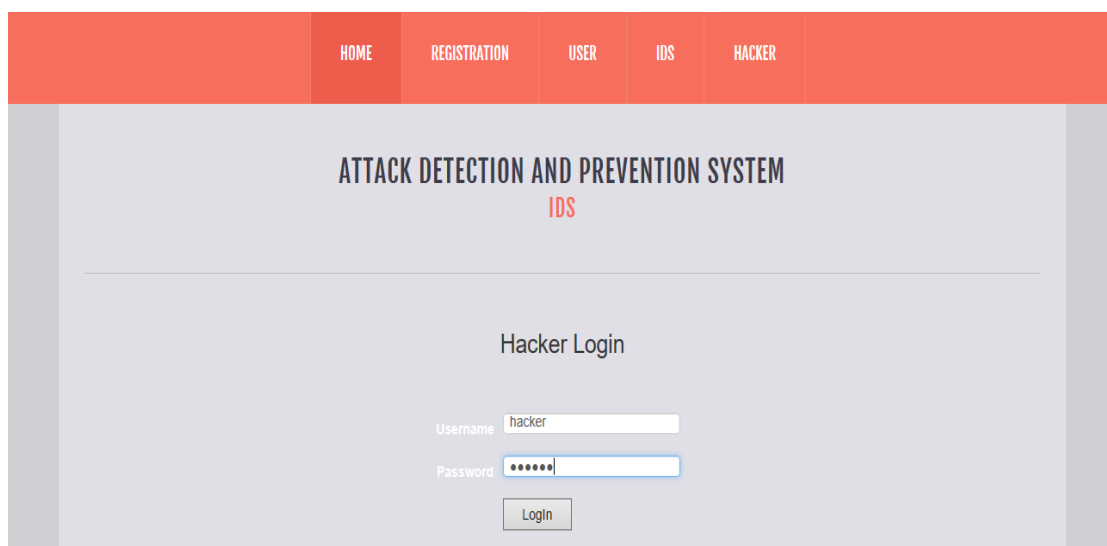 HOME REGISTRATION USER IDS HACKER
ATTACK DETECTION AND PREVENTION SYSTEM
IDS
Hacker Login
Username hacker
Password ••••••
LogIn